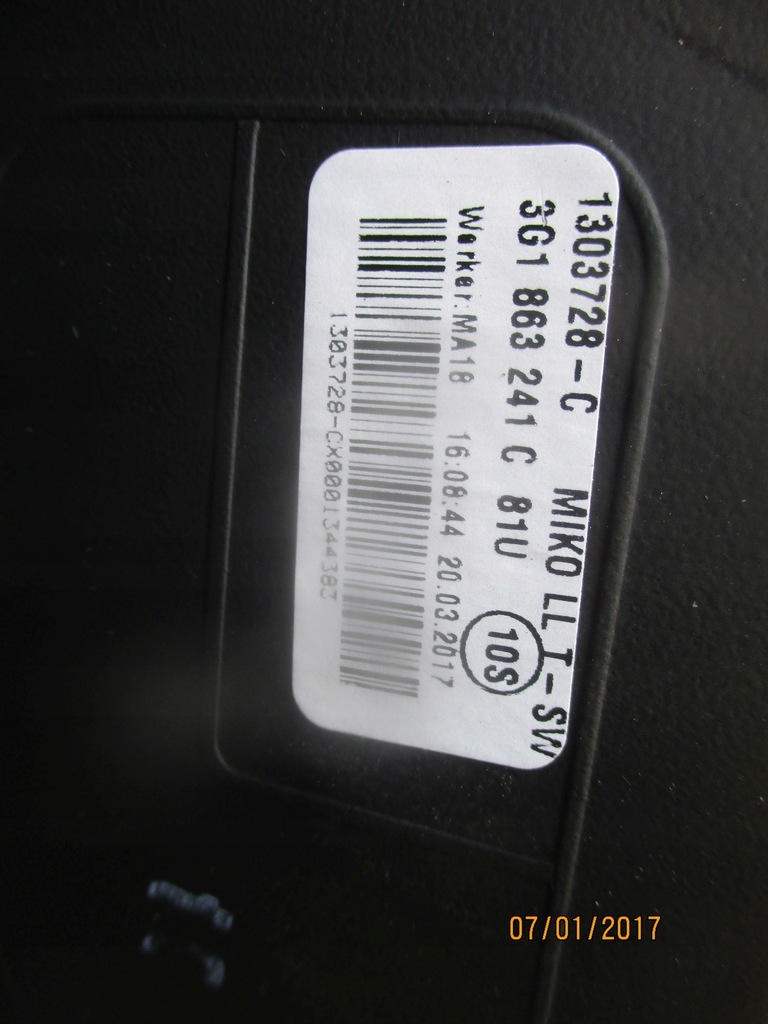 1303728-C MIKO LL I-SW
3G1 863 241 C 81U
10S
Werker:MA18 16:08:44 20.03.2017
1303728-CX0001344383
07/01/2017